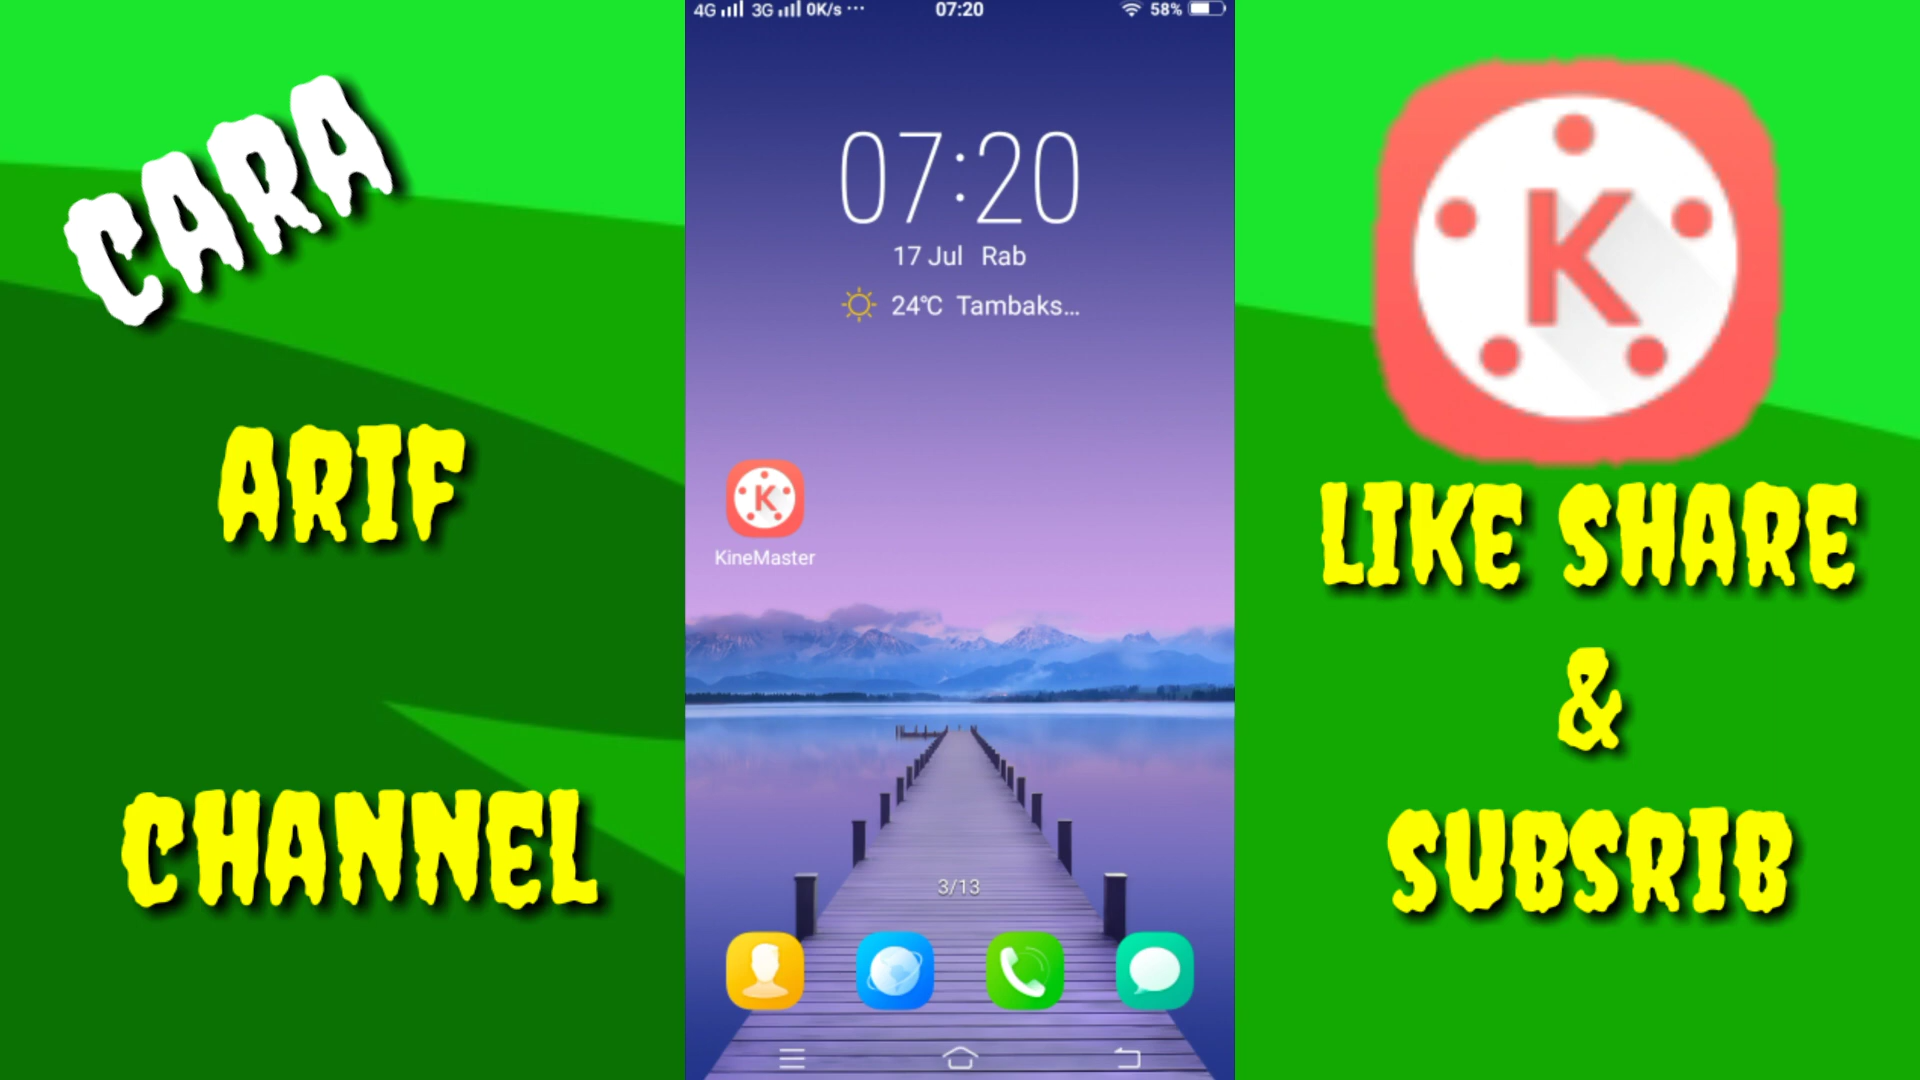 CARA
ARIF
CHANNEL
4G 3G 0K/s ... 07:20 58%
07:20
17 Jul Rab
24°C Tambaks...
K
KineMaster
3/13
K
LIKE SHARE
&
SUBSRIB